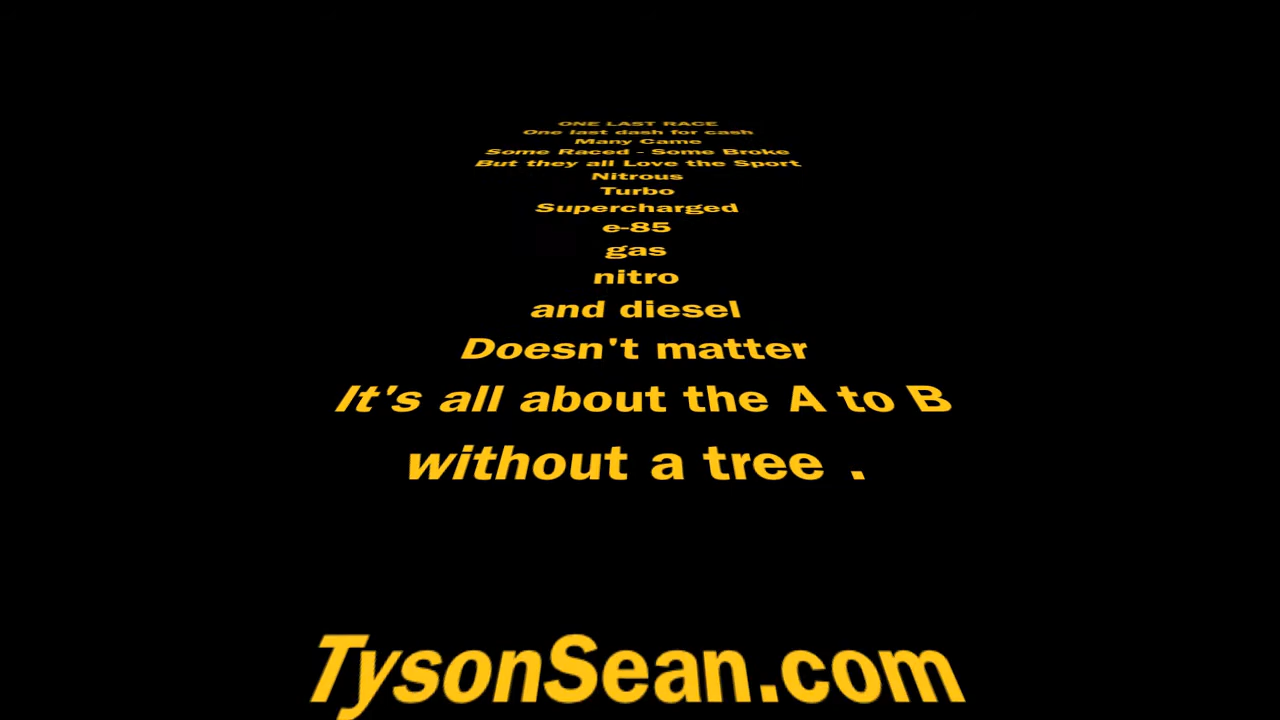 ONE LAST RACE
One last dash for cash
Many Came
Some Raced - Some Broke
But they all Love the Sport
Nitrous
Turbo
Supercharged
e-85
gas
nitro
and diesel
Doesn't matter
It's all about the A to B
without a tree .
TysonSean.com